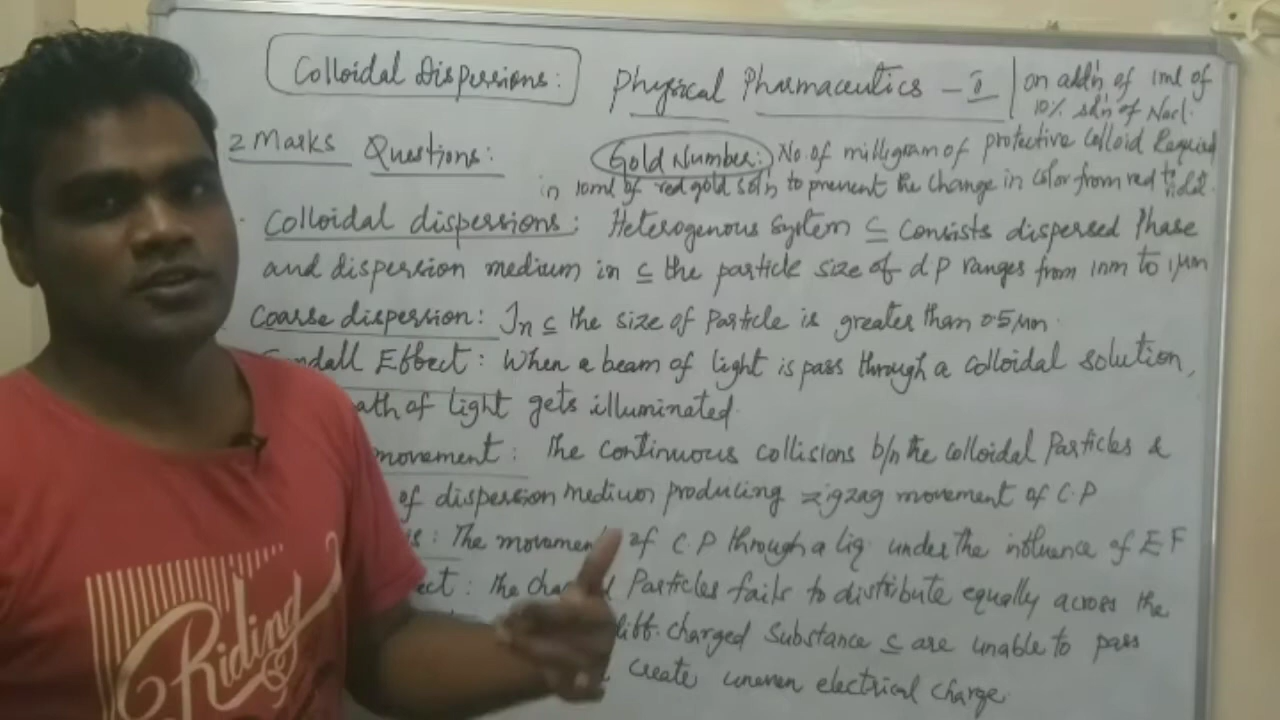 Colloidal Dispersions:
Physical Pharmaceutics - I
on addn of 1ml of
10% soln of Nacl.
2 Marks Questions:
Gold Number: No. of milligram of protective colloid Required
in 10ml of red gold soln to prevent the change in color from red to
Colloidal dispersions: Heterogenous System c̲ consists dispersed Phase
and dispersion medium in c̲ the particle size of d P ranges from 1nm to 1μm
Coarse dispersion: In c̲ the size of Particle is greater than 0.5μm.
ndall Effect: When a beam of light is pass through a colloidal solution,
ath of light gets illuminated.
movement: The continuous collisions b/n the colloidal Particles &
of dispersion medium producing zigzag movement of C.P
is: The movement of C.P through a liq. under the influence of E F
ect: The cha Particles fails to distribute equally across the
diff. charged Substance c̲ are unable to pass
create uneven electrical charge.
Riding